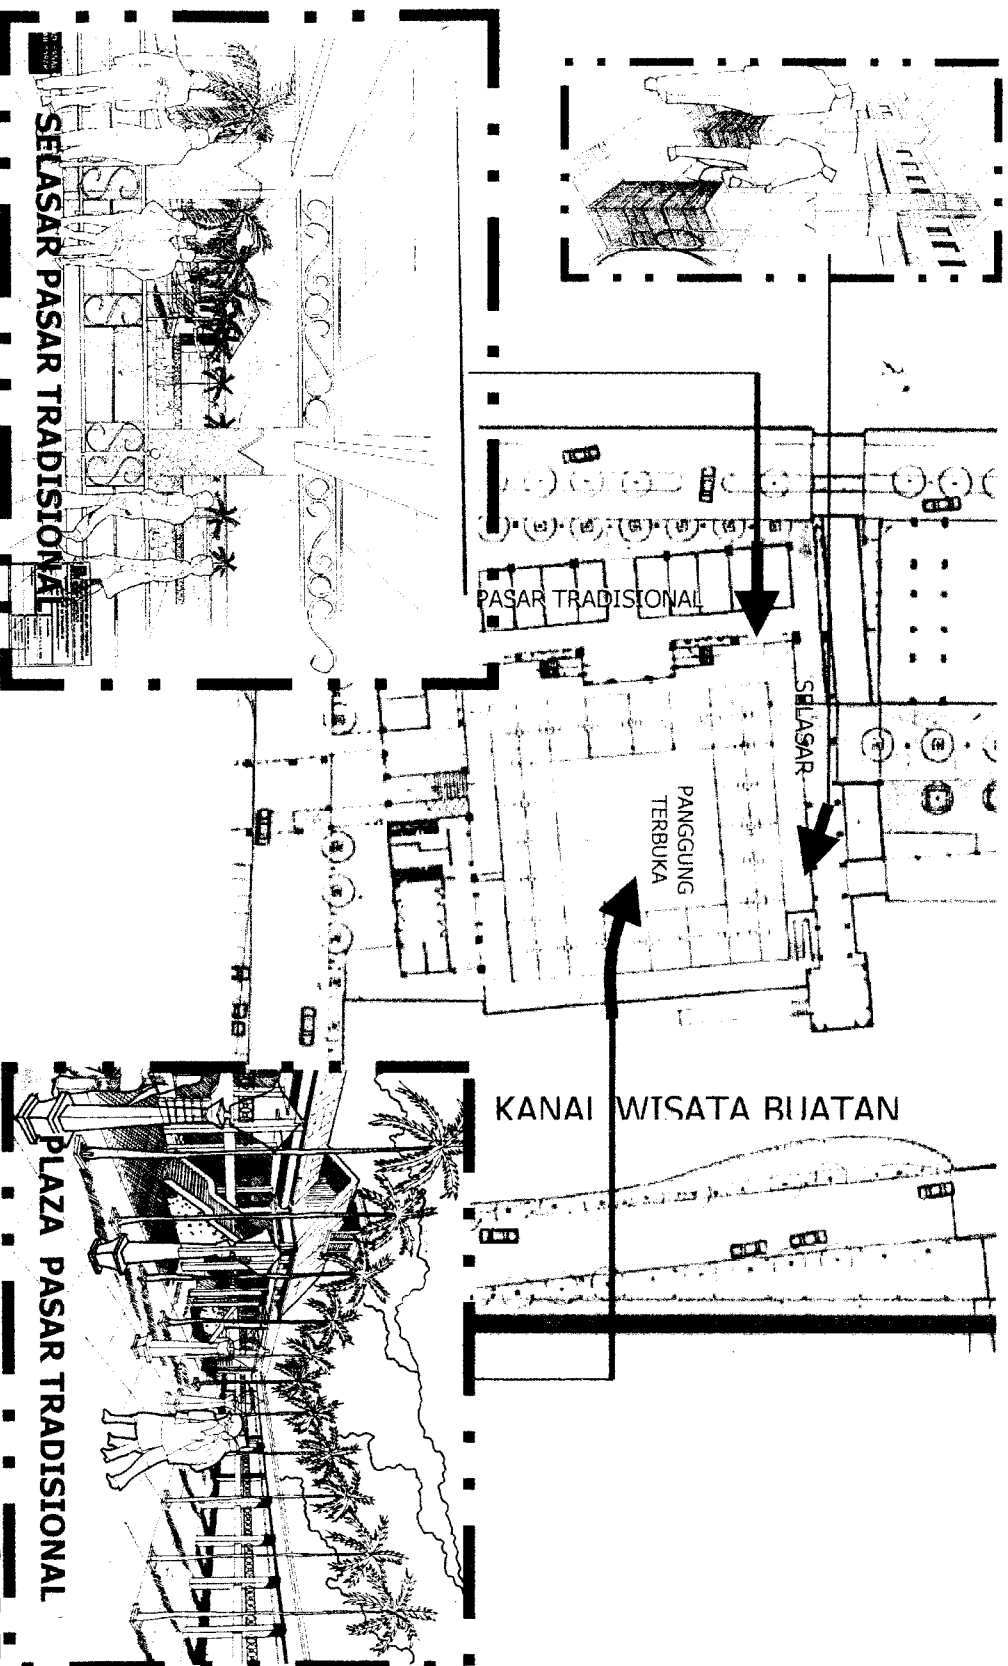 SELASAR PASAR TRADISIONAL
PASAR TRADISIONAL
SELASAR
PANGGUNG
TERBUKA
KANAL WISATA BUATAN
PLAZA PASAR TRADISIONAL